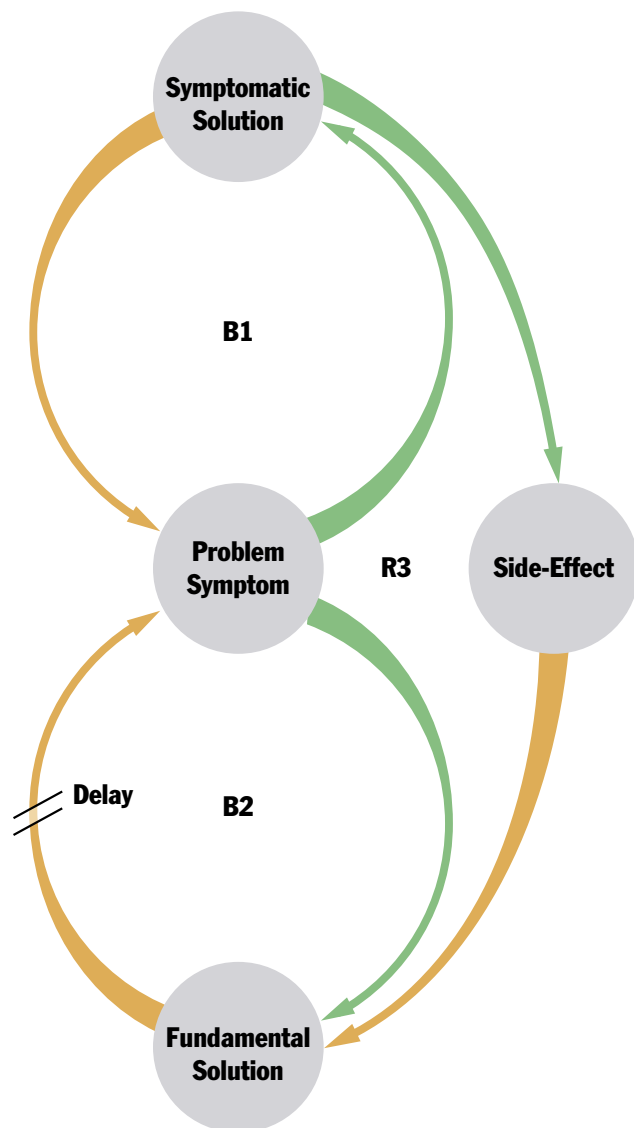 Symptomatic
Solution
B1
Problem
Symptom
R3
Side-Effect
Delay
B2
Fundamental
Solution